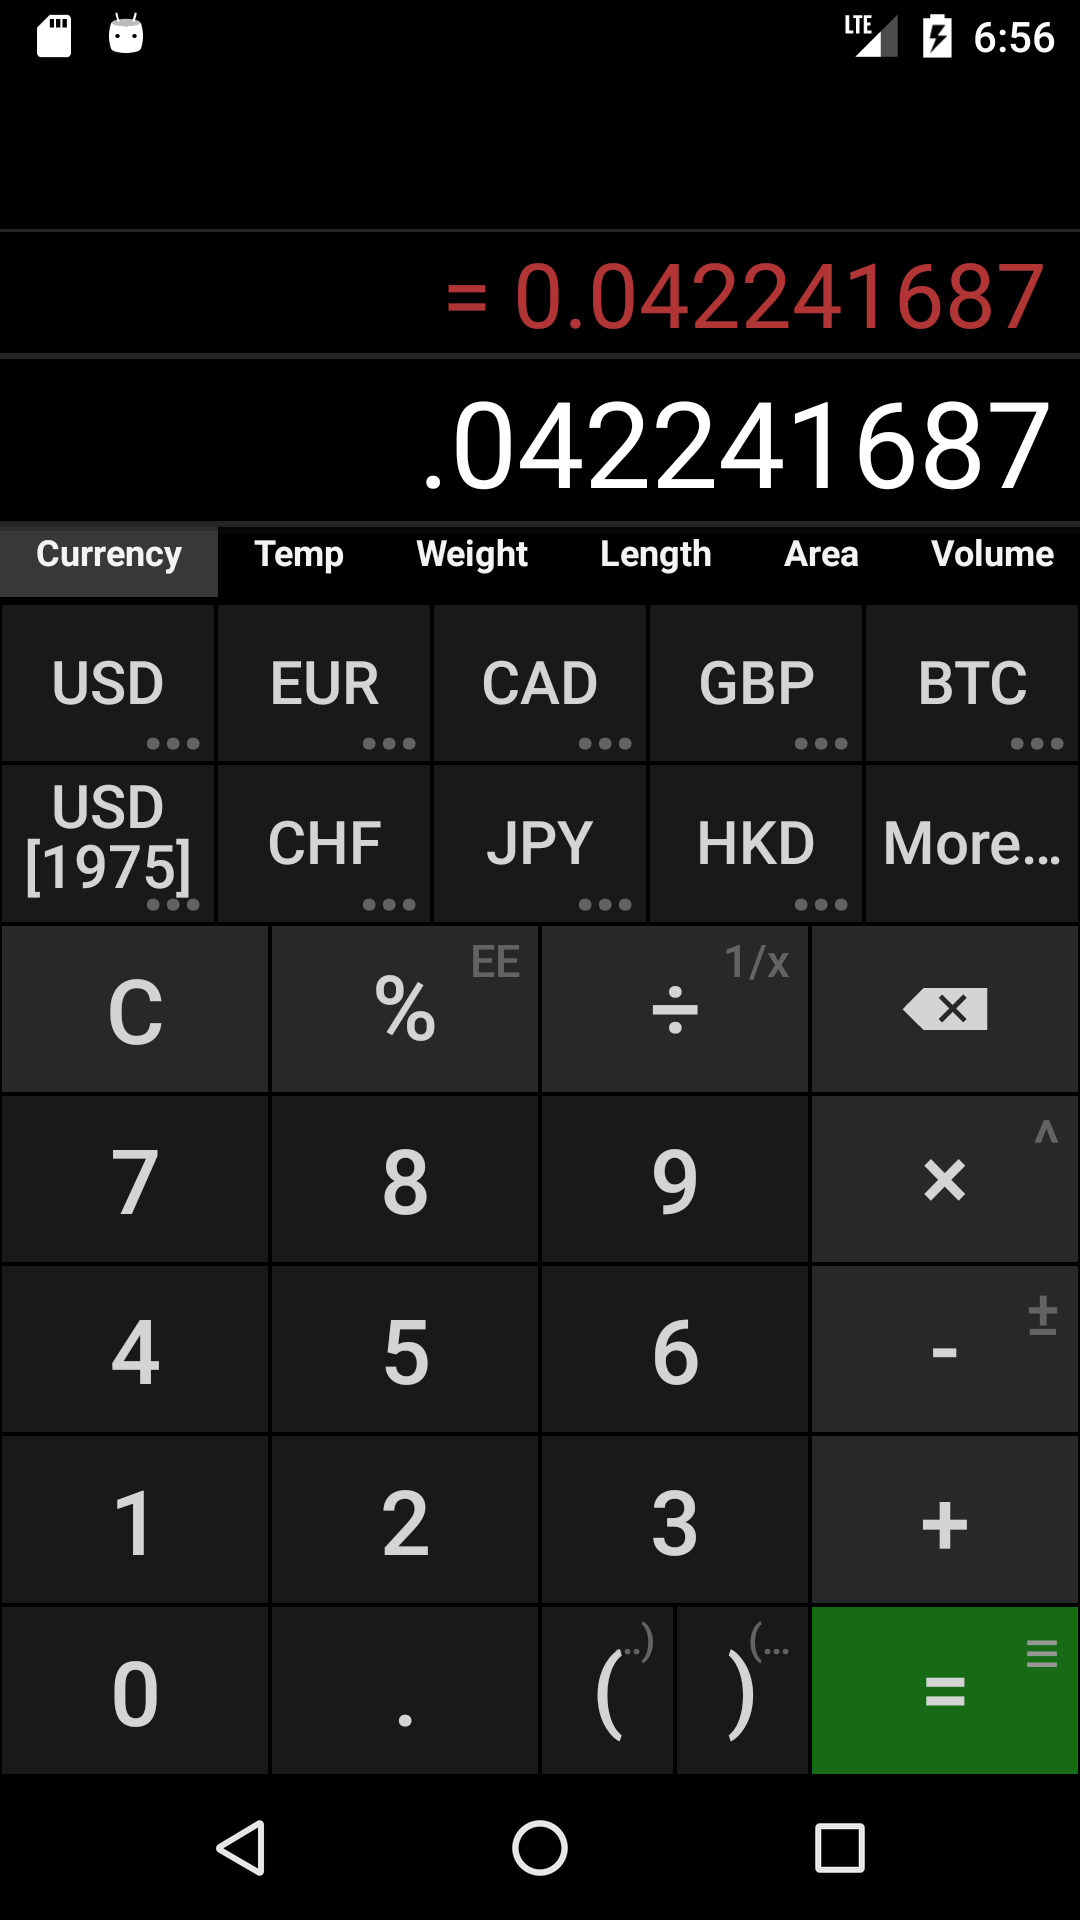 LTE 6:56
= 0.042241687
.042241687
Currency Temp Weight Length Area Volume
USD EUR CAD GBP BTC
USD [1975] CHF JPY HKD More...
C % EE ÷ 1/x
7 8 9 × ^
4 5 6 - ±
1 2 3 +
0 . ( ..) ) (... = ≡